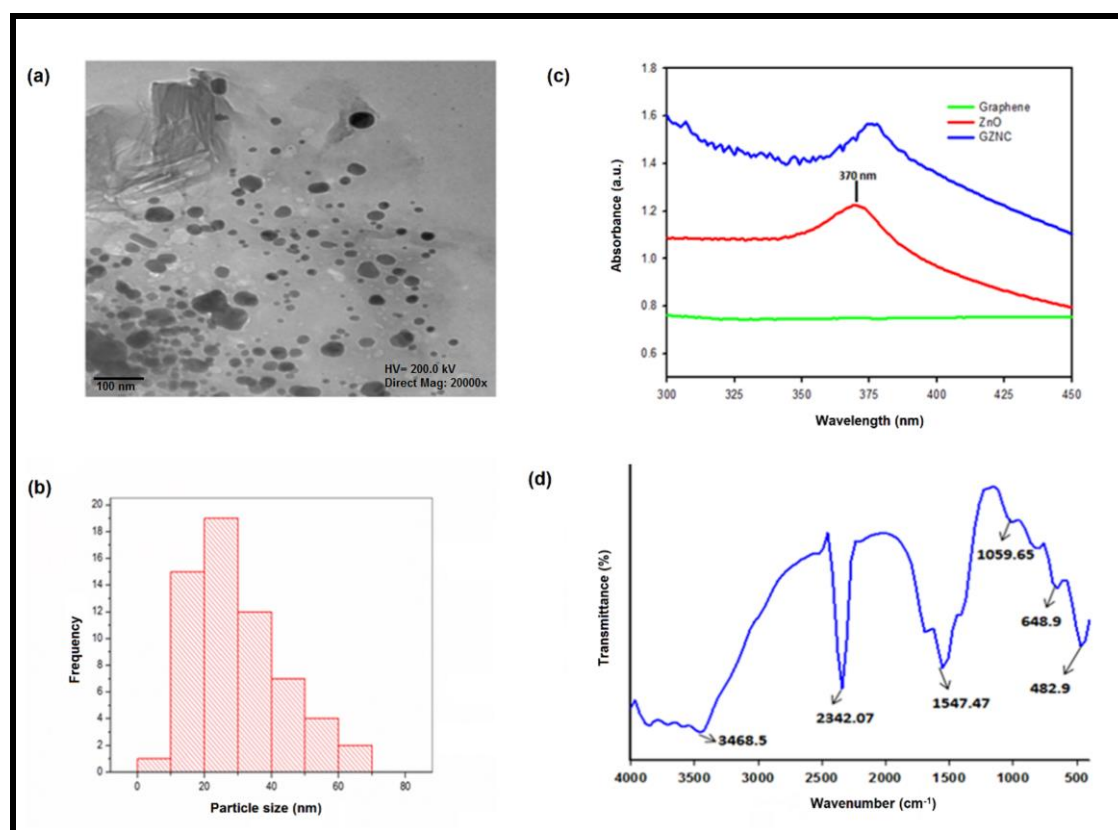 (a)
HV= 200.0 kV
Direct Mag: 20000x
100 nm
(c)
Absorbance (a.u.)
1.8
1.6
1.4
1.2
1.0
0.8
0.6
Graphene
ZnO
GZNC
370 nm
300 325 350 375 400 425 450
Wavelength (nm)
(b)
Frequency
20
18
16
14
12
10
8
6
4
2
0
0 20 40 60 80
Particle size (nm)
(d)
Transmittance (%)
3468.5
2342.07
1547.47
1059.65
648.9
482.9
4000 3500 3000 2500 2000 1500 1000 500
Wavenumber (cm⁻¹)